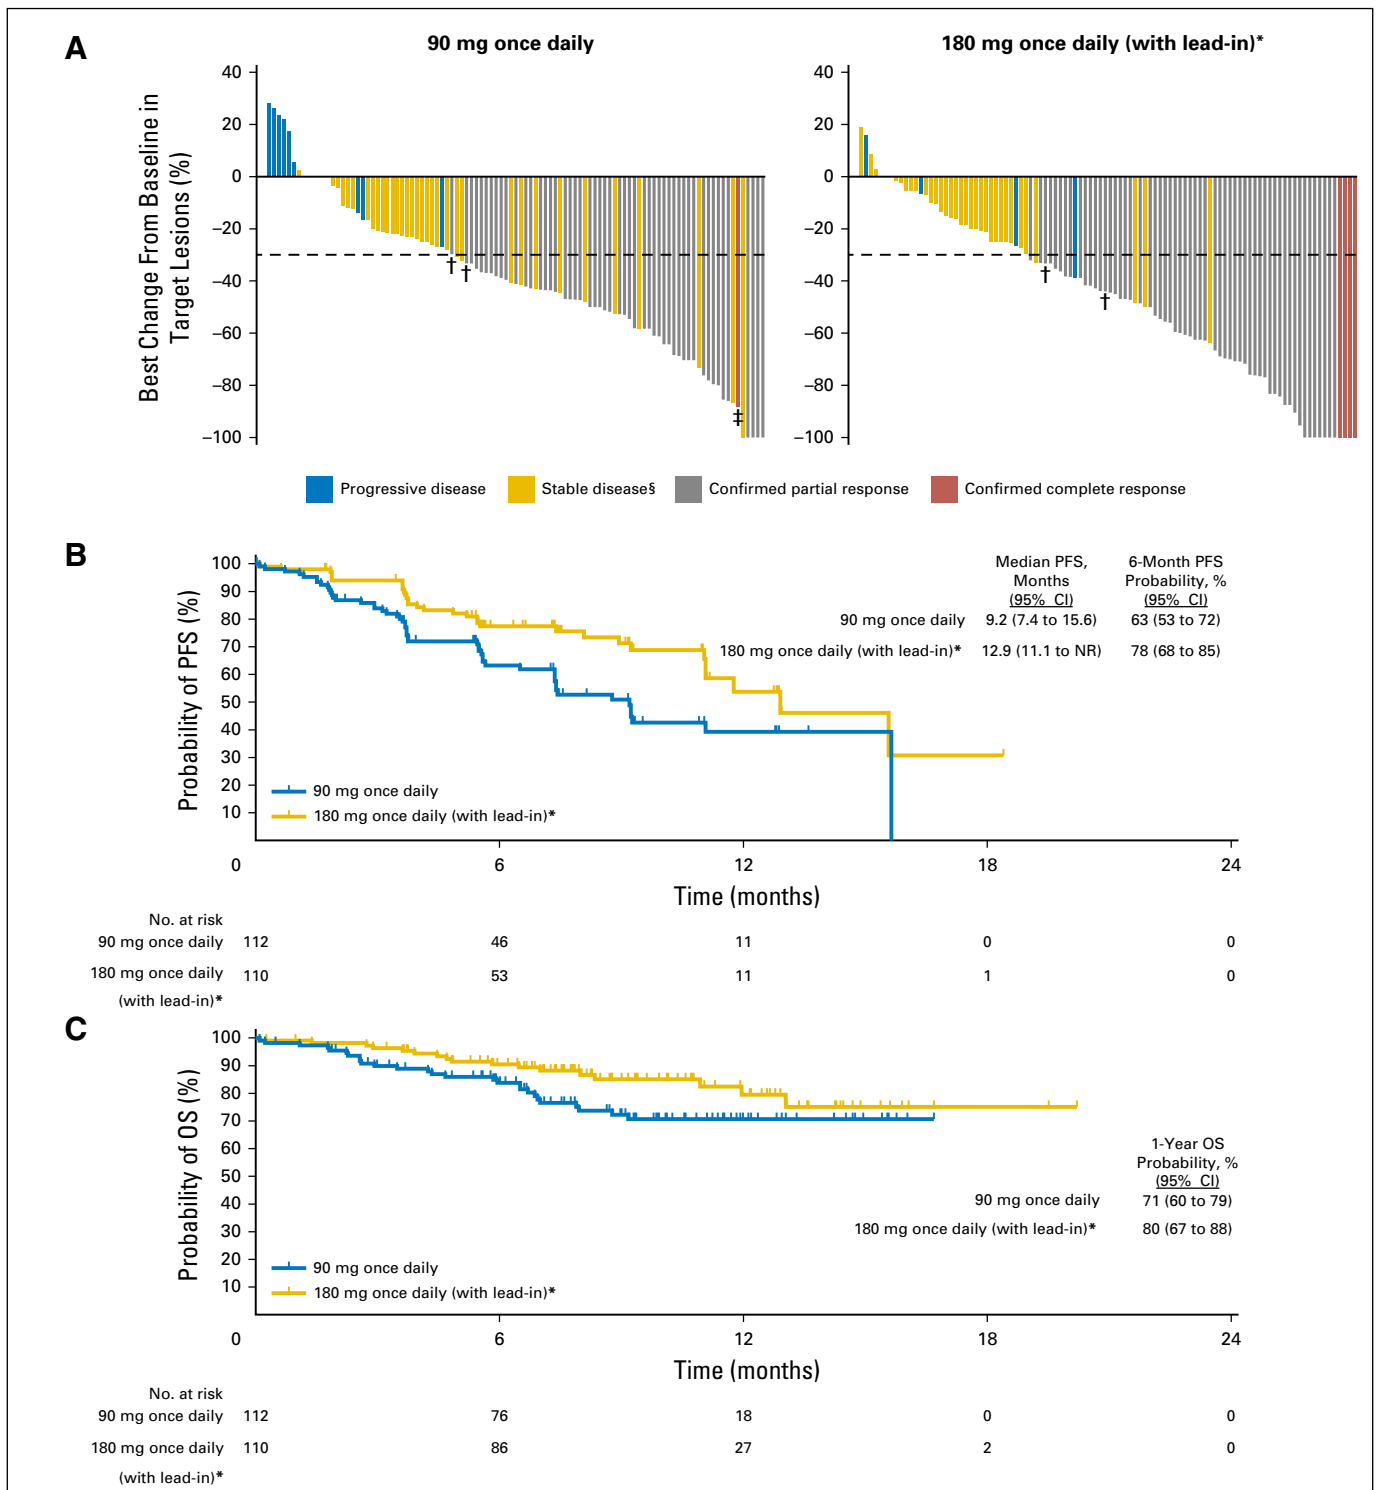 A
90 mg once daily
180 mg once daily (with lead-in)*
Best Change From Baseline in
Target Lesions (%)
40
20
0
–20
–40
–60
–80
–100
† †
‡
40
20
0
–20
–40
–60
–80
–100
†
†
Progressive disease
Stable disease§
Confirmed partial response
Confirmed complete response
B
Probability of PFS (%)
100
90
80
70
60
50
40
30
20
10
0 6 12 18 24
Time (months)
Median PFS,
Months
(95% CI)
6-Month PFS
Probability, %
(95% CI)
90 mg once daily 9.2 (7.4 to 15.6) 63 (53 to 72)
180 mg once daily (with lead-in)* 12.9 (11.1 to NR) 78 (68 to 85)
90 mg once daily
180 mg once daily (with lead-in)*
No. at risk
90 mg once daily 112 46 11 0 0
180 mg once daily 110 53 11 1 0
(with lead-in)*
C
Probability of OS (%)
100
90
80
70
60
50
40
30
20
10
0 6 12 18 24
Time (months)
1-Year OS
Probability, %
(95% CI)
90 mg once daily 71 (60 to 79)
180 mg once daily (with lead-in)* 80 (67 to 88)
90 mg once daily
180 mg once daily (with lead-in)*
No. at risk
90 mg once daily 112 76 18 0 0
180 mg once daily 110 86 27 2 0
(with lead-in)*